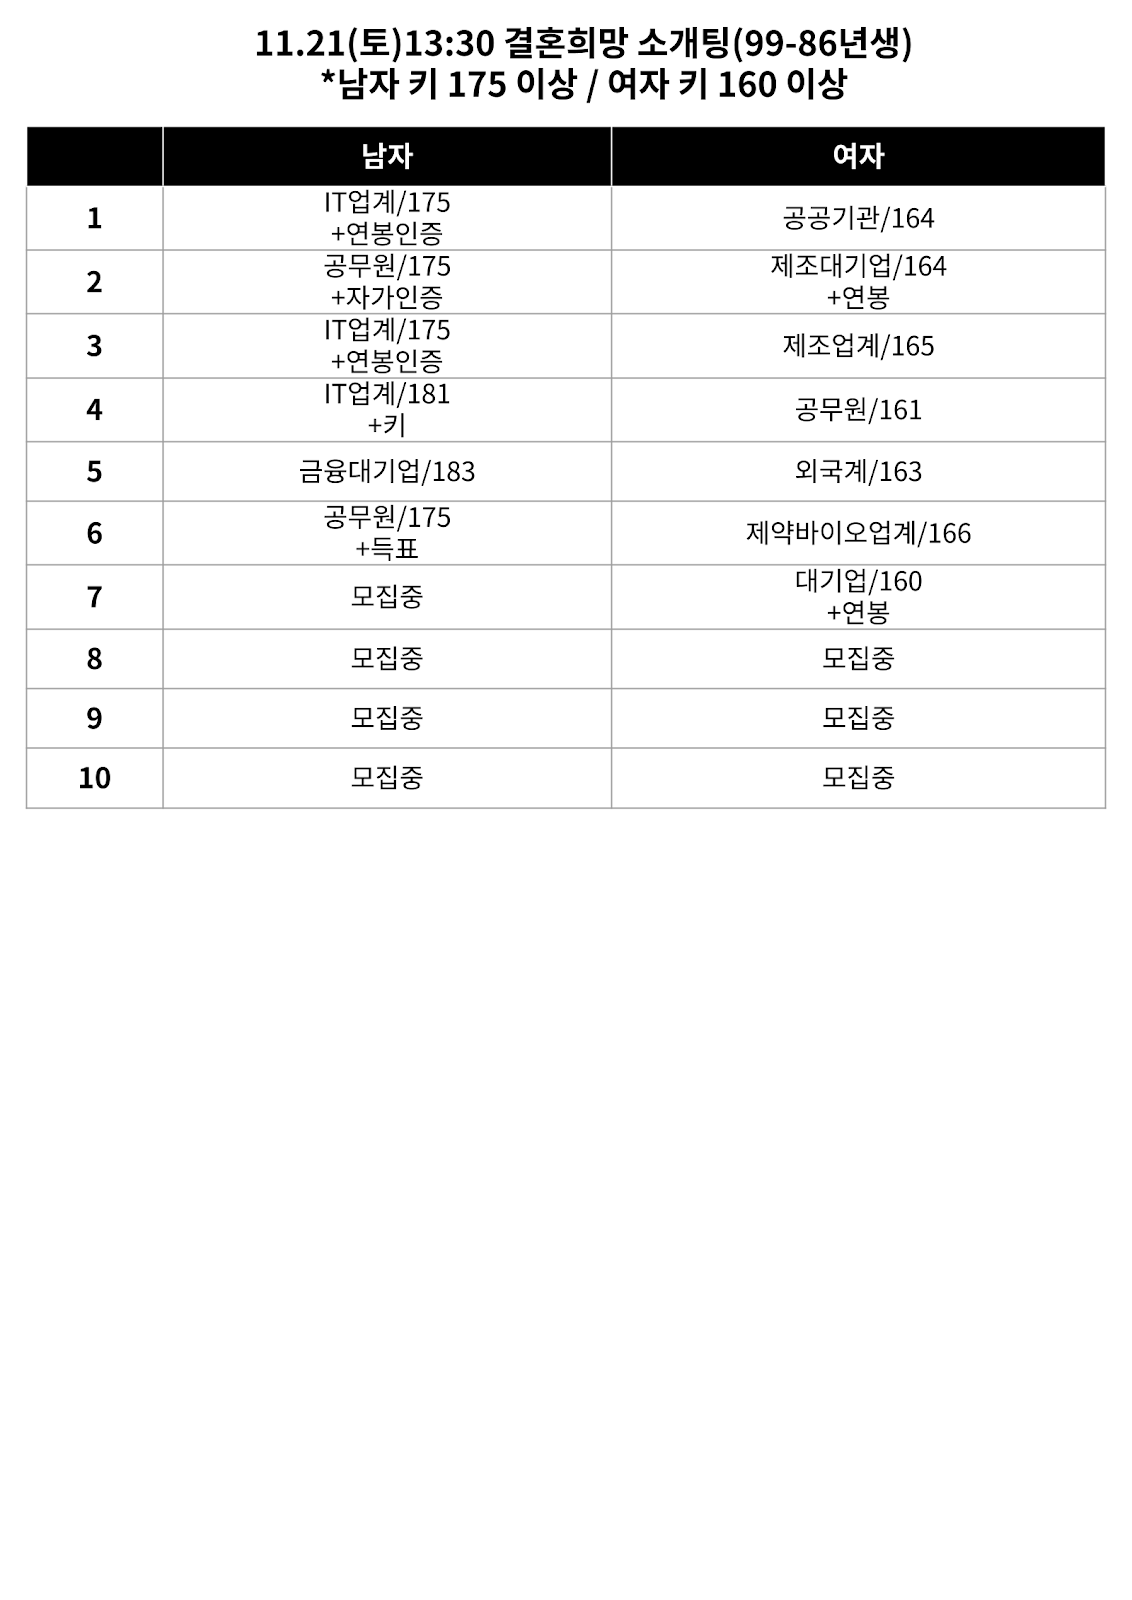 11.21(토)13:30 결혼희망 소개팅(99-86년생)
*남자 키 175 이상 / 여자 키 160 이상
남자 여자
1 IT업계/175 +연봉인증 공공기관/164
2 공무원/175 +자가인증 제조대기업/164 +연봉
3 IT업계/175 +연봉인증 제조업계/165
4 IT업계/181 +키 공무원/161
5 금융대기업/183 외국계/163
6 공무원/175 +득표 제약바이오업계/166
7 모집중 대기업/160 +연봉
8 모집중 모집중
9 모집중 모집중
10 모집중 모집중